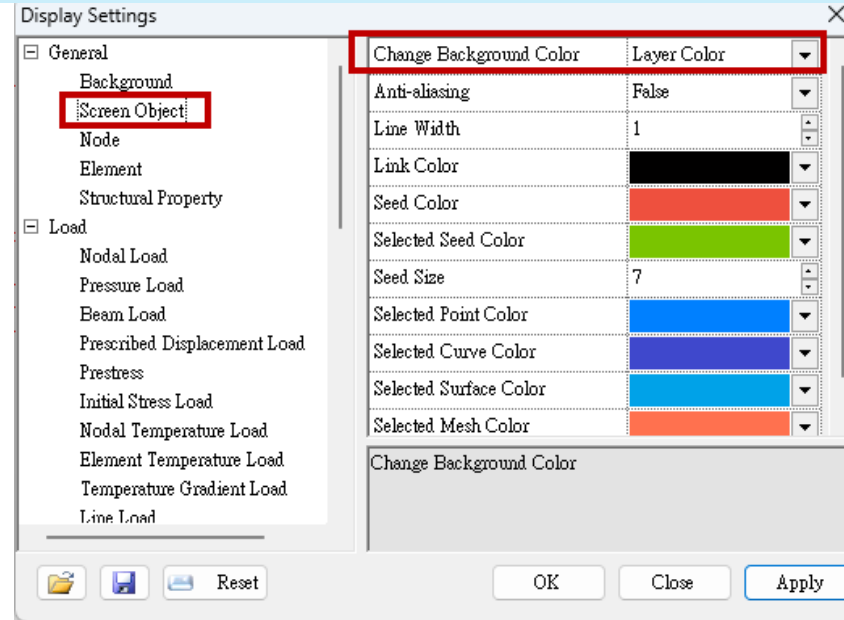 Display Settings
General
Background
Screen Object
Node
Element
Structural Property
Load
Nodal Load
Pressure Load
Beam Load
Prescribed Displacement Load
Prestress
Initial Stress Load
Nodal Temperature Load
Element Temperature Load
Temperature Gradient Load
Line Load
Change Background Color Layer Color
Anti-aliasing False
Line Width 1
Link Color
Seed Color
Selected Seed Color
Seed Size 7
Selected Point Color
Selected Curve Color
Selected Surface Color
Selected Mesh Color
Change Background Color
Reset OK Close Apply